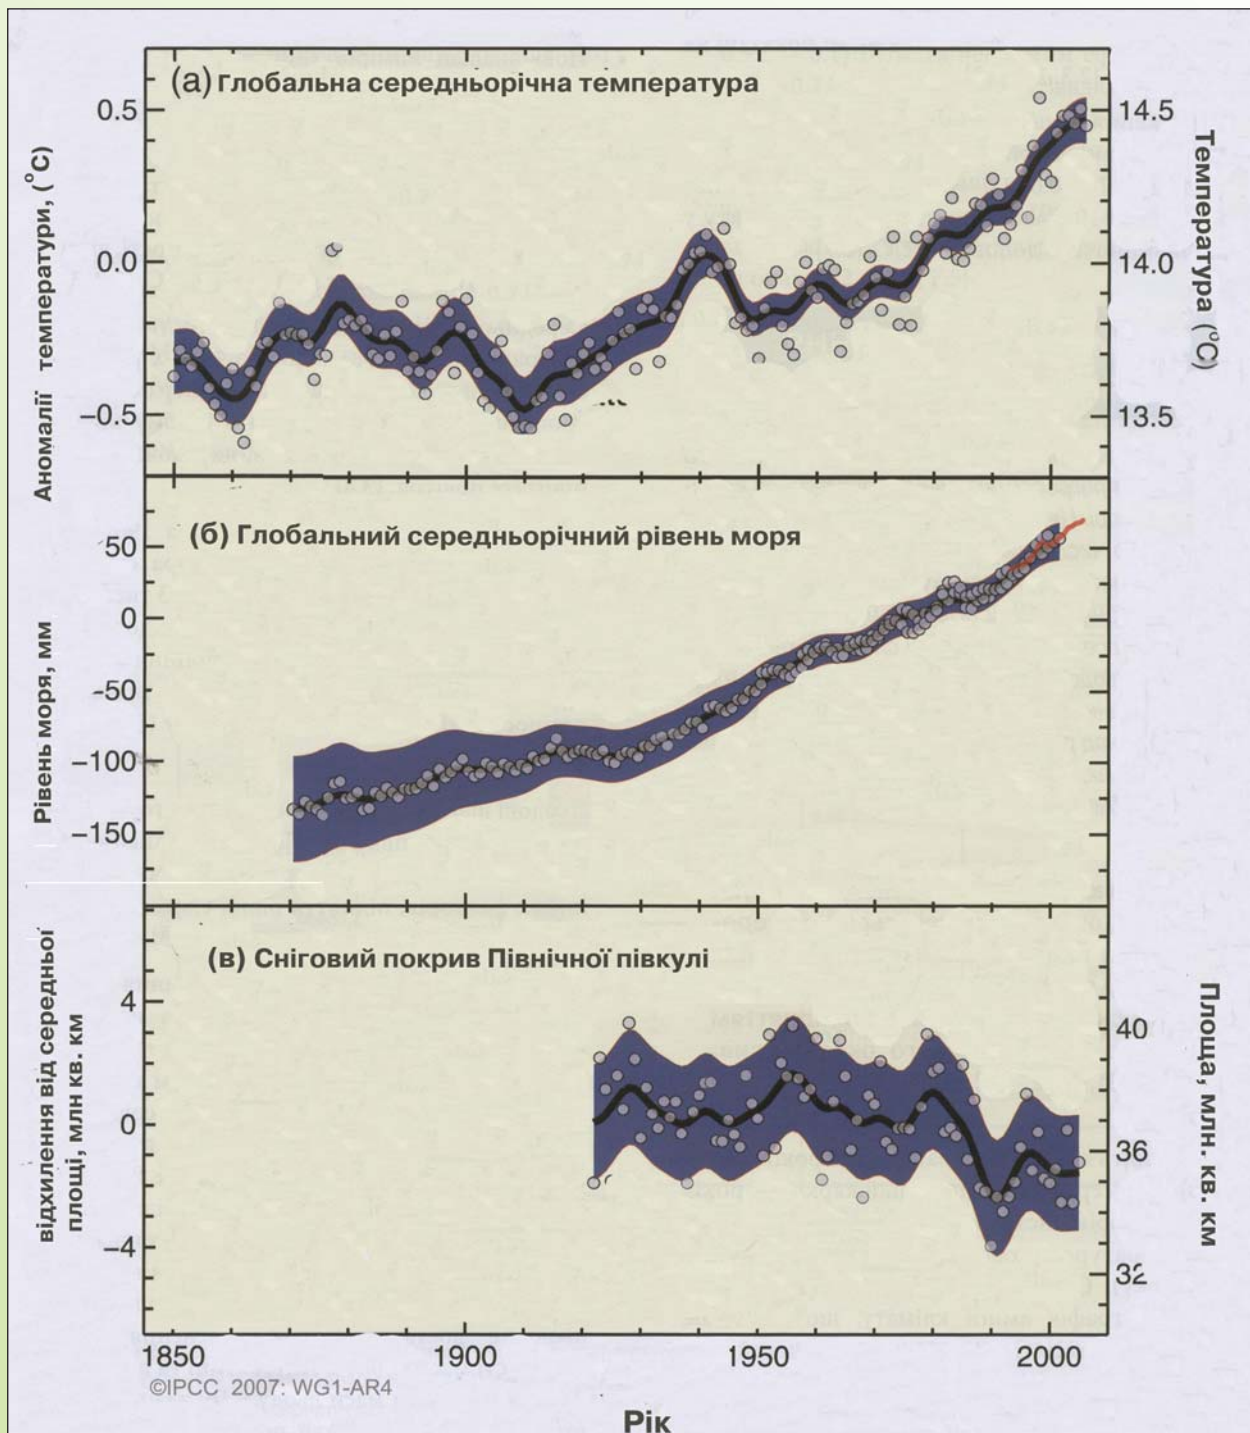 (а) Глобальна середньорічна температура
Аномалії температури, (°C)
0.5
0.0
−0.5
14.5
14.0
13.5
Температура (°C)
(б) Глобальний середньорічний рівень моря
Рівень моря, мм
50
0
-50
−100
−150
(в) Сніговий покрив Північної півкулі
відхилення від середньої
площі, млн кв. км
4
0
−4
40
36
32
Площа, млн. кв. км
1850
1900
1950
2000
©IPCC 2007: WG1-AR4
Рік